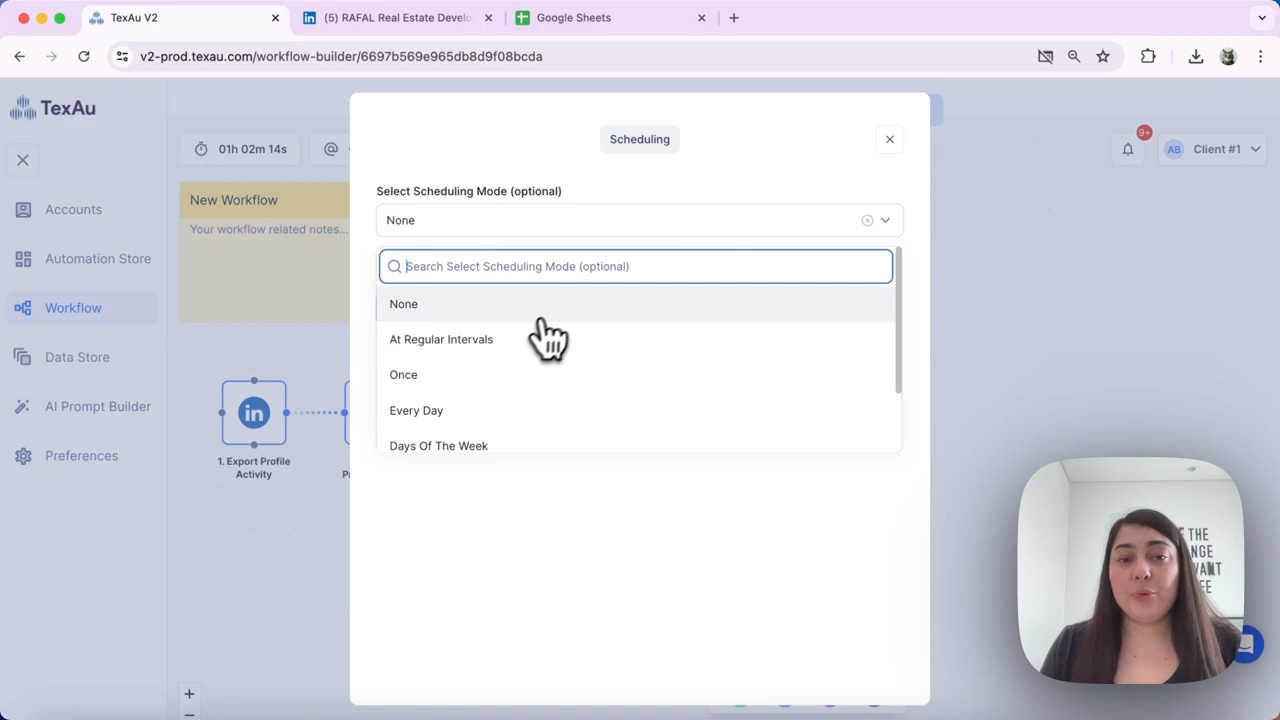 TexAu V2
(5) RAFAL Real Estate Develo
Google Sheets
v2-prod.texau.com/workflow-builder/6697b569e965db8d9f08bcda
TexAu
01h 02m 14s
Scheduling
9+
AB Client #1
Accounts
Automation Store
Workflow
Data Store
AI Prompt Builder
Preferences
New Workflow
Your workflow related notes...
Select Scheduling Mode (optional)
None
Search Select Scheduling Mode (optional)
None
At Regular Intervals
Once
Every Day
Days Of The Week
in
1. Export Profile
Activity
THE
WANT